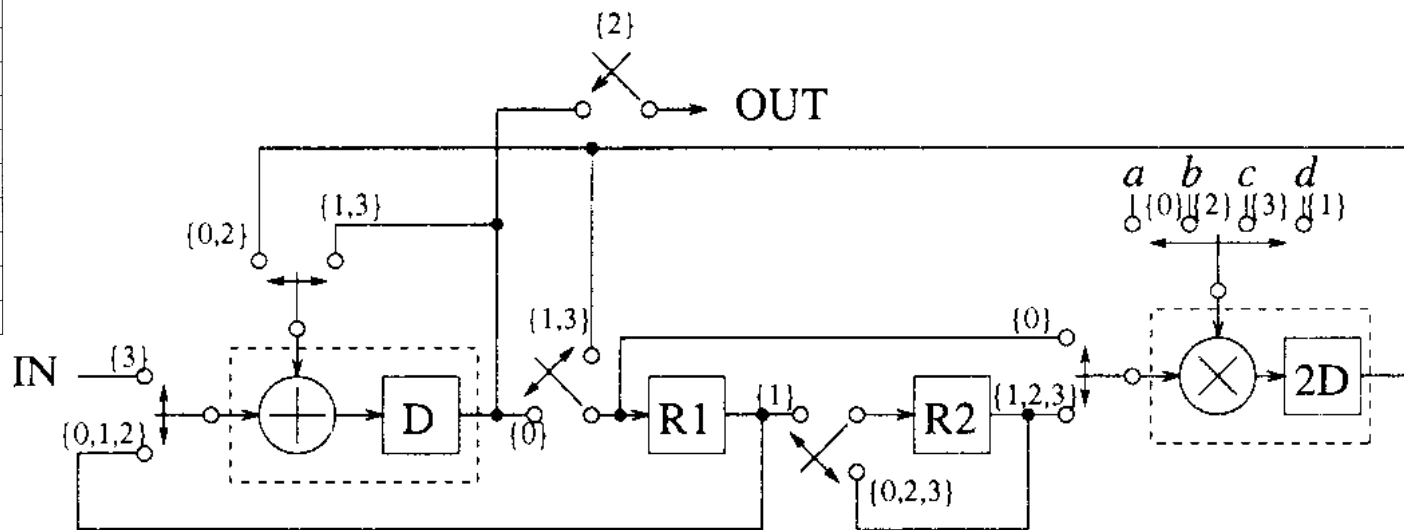 {2}
OUT
a b c d
{0} {2} {3} {1}
{1,3}
{0,2}
{1,3}
{0}
IN
{3}
D
R1
{1}
R2
{1,2,3}
2D
{0,1,2}
{0}
{0,2,3}